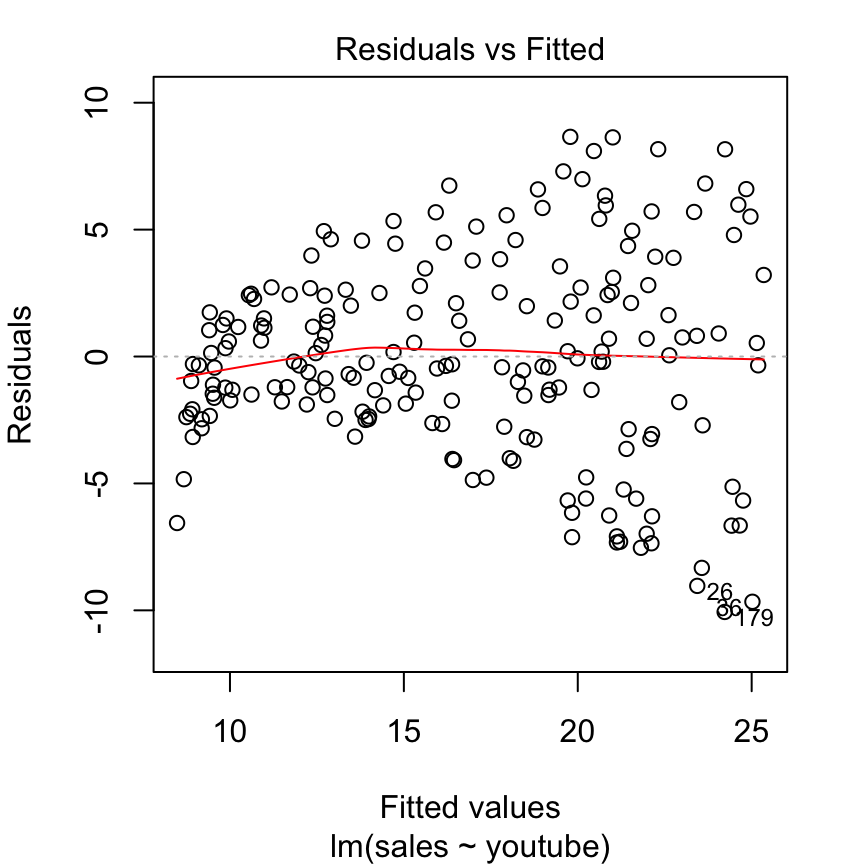 Residuals vs Fitted
Residuals
10
5
0
-5
-10
26
36
179
10 15 20 25
Fitted values
lm(sales ~ youtube)